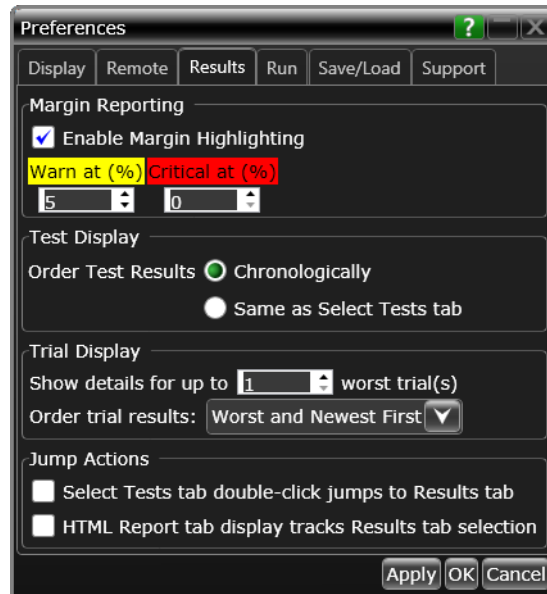 Preferences ?
Display Remote Results Run Save/Load Support
Margin Reporting
Enable Margin Highlighting
Warn at (%) Critical at (%)
5 0
Test Display
Order Test Results Chronologically
Same as Select Tests tab
Trial Display
Show details for up to 1 worst trial(s)
Order trial results: Worst and Newest First
Jump Actions
Select Tests tab double-click jumps to Results tab
HTML Report tab display tracks Results tab selection
Apply OK Cancel